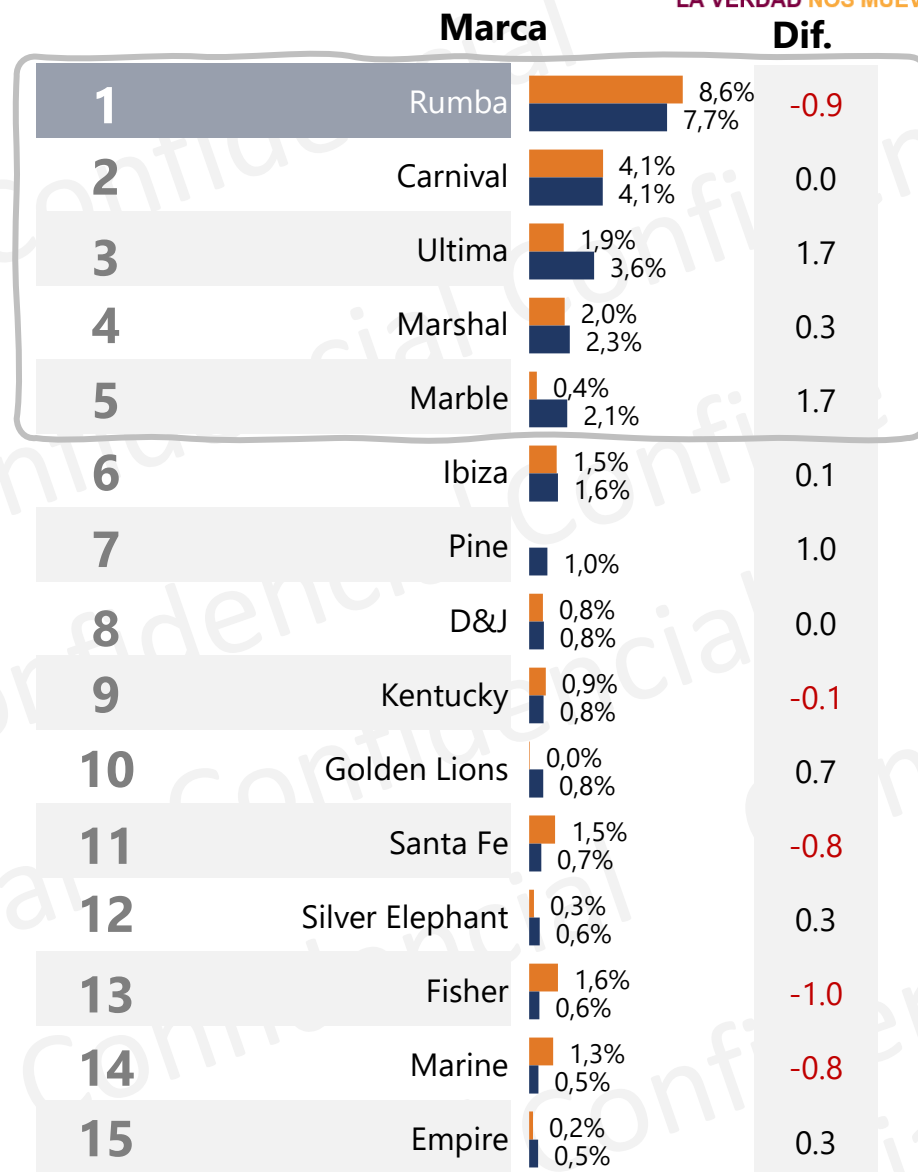 LA VERDAD NOS MUEV
Marca Dif.
1 Rumba 8,6% -0.9
7,7%
2 Carnival 4,1% 0.0
4,1%
3 Ultima 1,9% 1.7
3,6%
4 Marshal 2,0% 0.3
2,3%
5 Marble 0,4% 1.7
2,1%
6 Ibiza 1,5% 0.1
1,6%
7 Pine 1.0
1,0%
8 D&J 0,8% 0.0
0,8%
9 Kentucky 0,9% -0.1
0,8%
10 Golden Lions 0,0% 0.7
0,8%
11 Santa Fe 1,5% -0.8
0,7%
12 Silver Elephant 0,3% 0.3
0,6%
13 Fisher 1,6% -1.0
0,6%
14 Marine 1,3% -0.8
0,5%
15 Empire 0,2% 0.3
0,5%
Confidencial